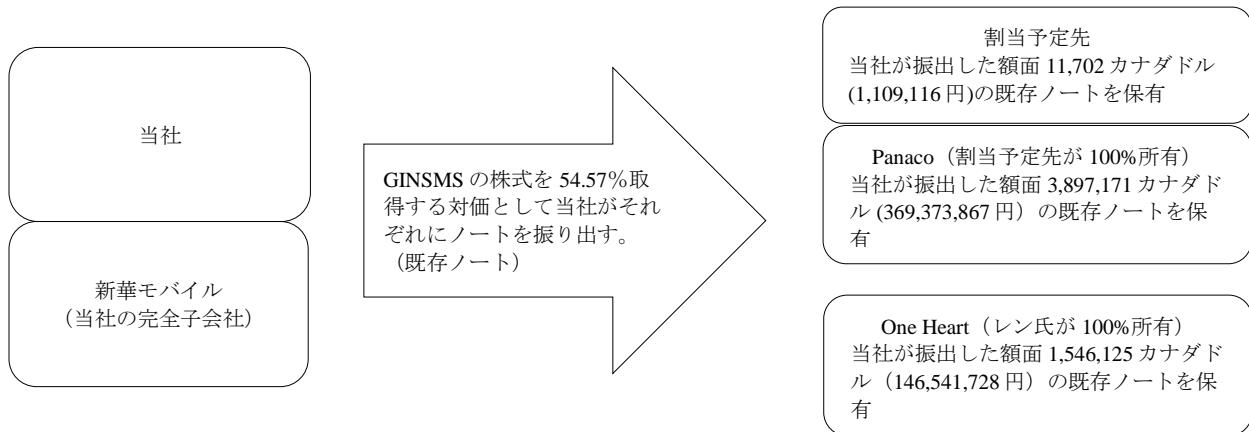 当社
新華モバイル
（当社の完全子会社）
GINSMS の株式を 54.57％取
得する対価として当社がそれ
ぞれにノートを振り出す。
（既存ノート）
割当予定先
当社が振出した額面 11,702 カナダドル
(1,109,116 円)の既存ノートを保有
Panaco（割当予定先が 100%所有）
当社が振出した額面 3,897,171 カナダド
ル (369,373,867 円）の既存ノートを保
有
One Heart（レン氏が 100%所有）
当社が振出した額面 1,546,125 カナダド
ル（146,541,728 円）の既存ノートを保
有